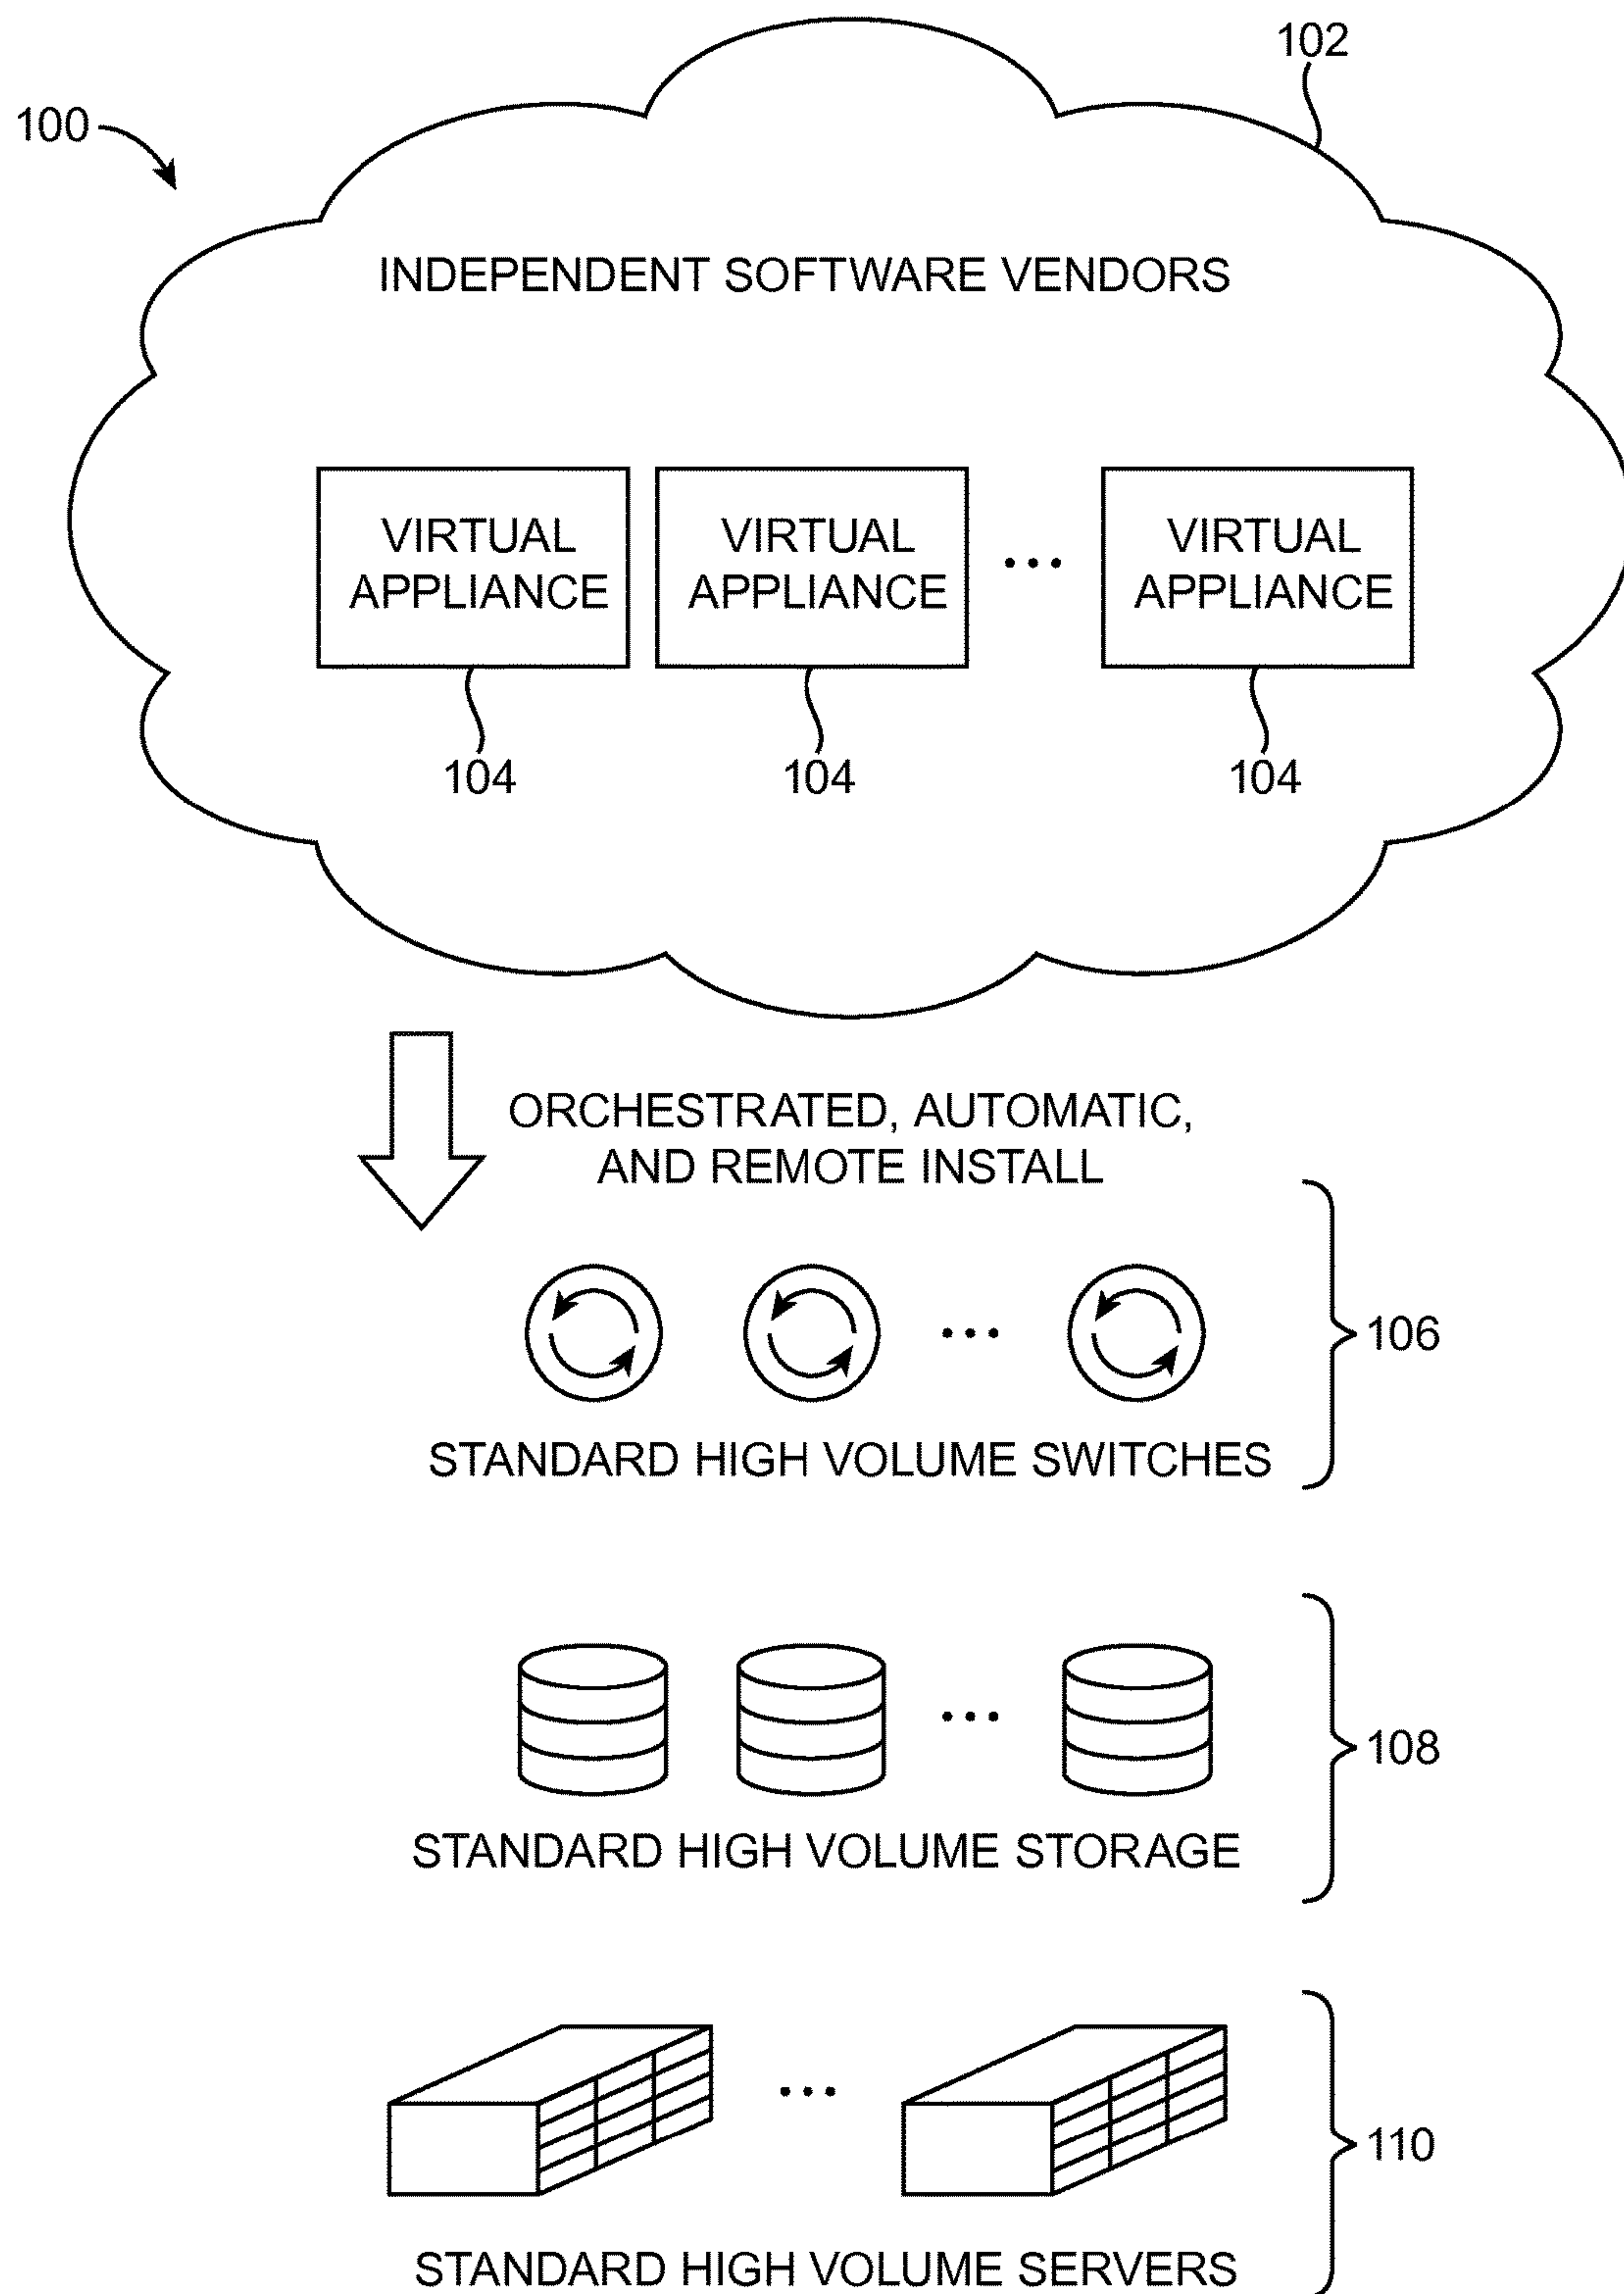 102
100
INDEPENDENT SOFTWARE VENDORS
VIRTUAL
APPLIANCE
VIRTUAL
APPLIANCE
...
VIRTUAL
APPLIANCE
104
104
104
ORCHESTRATED, AUTOMATIC,
AND REMOTE INSTALL
...
106
STANDARD HIGH VOLUME SWITCHES
...
108
STANDARD HIGH VOLUME STORAGE
...
110
STANDARD HIGH VOLUME SERVERS